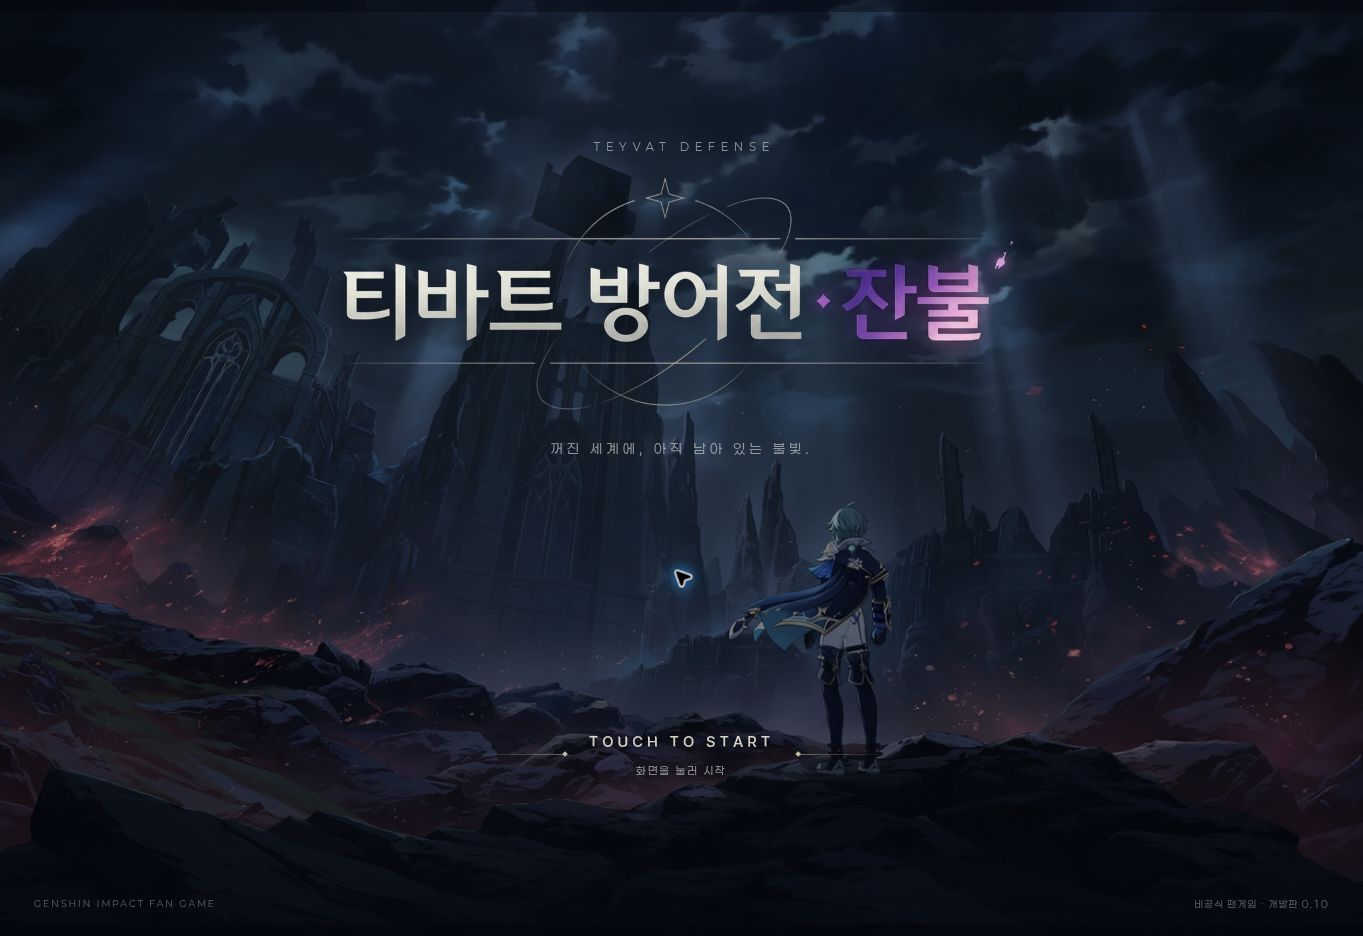 TEYVAT DEFENSE
티바트 방어전·잔불
꺼진 세계에, 아직 남아 있는 불빛.
TOUCH TO START
화면을 눌러 시작
GENSHIN IMPACT FAN GAME
비공식 팬게임 · 개발판 0.10